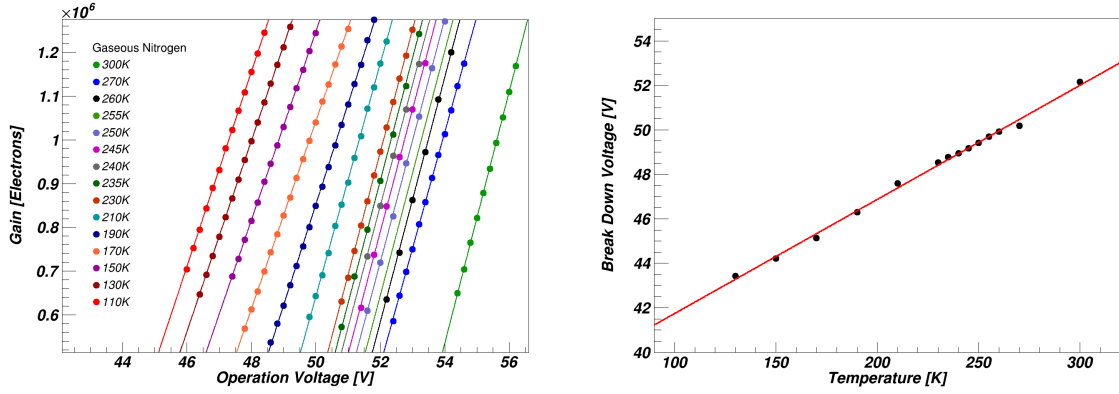 ×10⁶
Gaseous Nitrogen
300K
270K
260K
255K
250K
245K
240K
235K
230K
210K
190K
170K
150K
130K
110K
1.2
1.1
1
0.9
0.8
0.7
0.6
Gain [Electrons]
44 46 48 50 52 54 56
Operation Voltage [V]
54
52
50
48
46
44
42
40
Break Down Voltage [V]
100 150 200 250 300
Temperature [K]